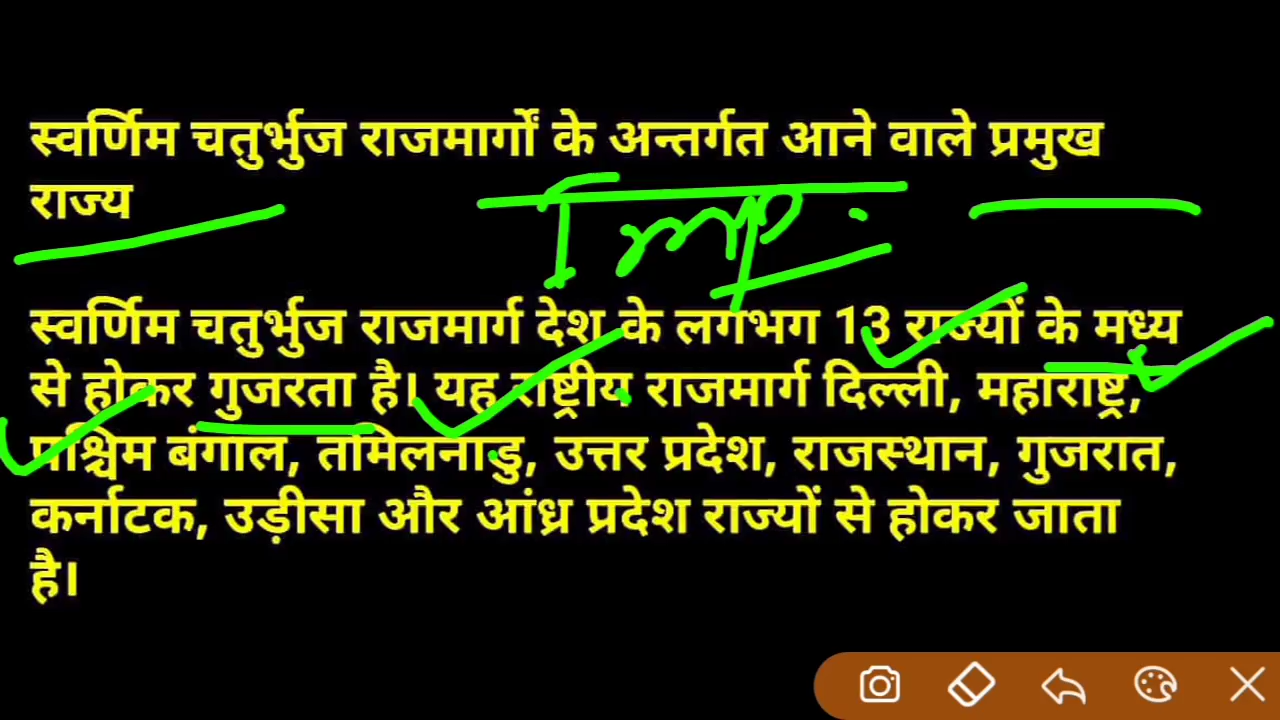 स्वर्णिम चतुर्भुज राजमार्गों के अन्तर्गत आने वाले प्रमुख
राज्य
Imp.
स्वर्णिम चतुर्भुज राजमार्ग देश के लगभग 13 राज्यों के मध्य
से होकर गुजरता है। यह राष्ट्रीय राजमार्ग दिल्ली, महाराष्ट्र,
पश्चिम बंगाल, तमिलनाडु, उत्तर प्रदेश, राजस्थान, गुजरात,
कर्नाटक, उड़ीसा और आंध्र प्रदेश राज्यों से होकर जाता
है।